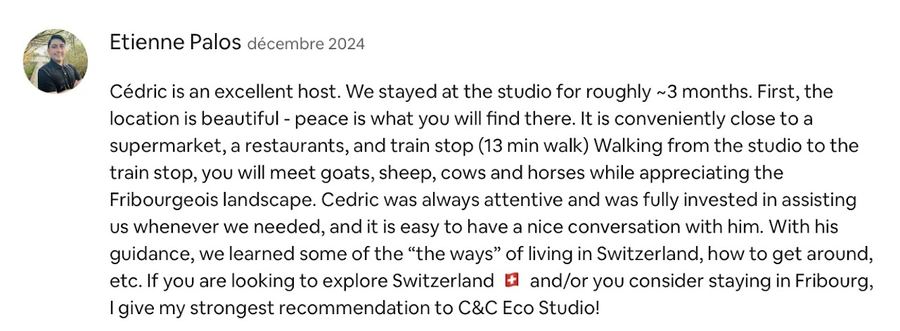 Etienne Palos décembre 2024
Cédric is an excellent host. We stayed at the studio for roughly ~3 months. First, the
location is beautiful - peace is what you will find there. It is conveniently close to a
supermarket, a restaurants, and train stop (13 min walk) Walking from the studio to the
train stop, you will meet goats, sheep, cows and horses while appreciating the
Fribourgeois landscape. Cedric was always attentive and was fully invested in assisting
us whenever we needed, and it is easy to have a nice conversation with him. With his
guidance, we learned some of the “the ways” of living in Switzerland, how to get around,
etc. If you are looking to explore Switzerland 🇨🇭 and/or you consider staying in Fribourg,
I give my strongest recommendation to C&C Eco Studio!